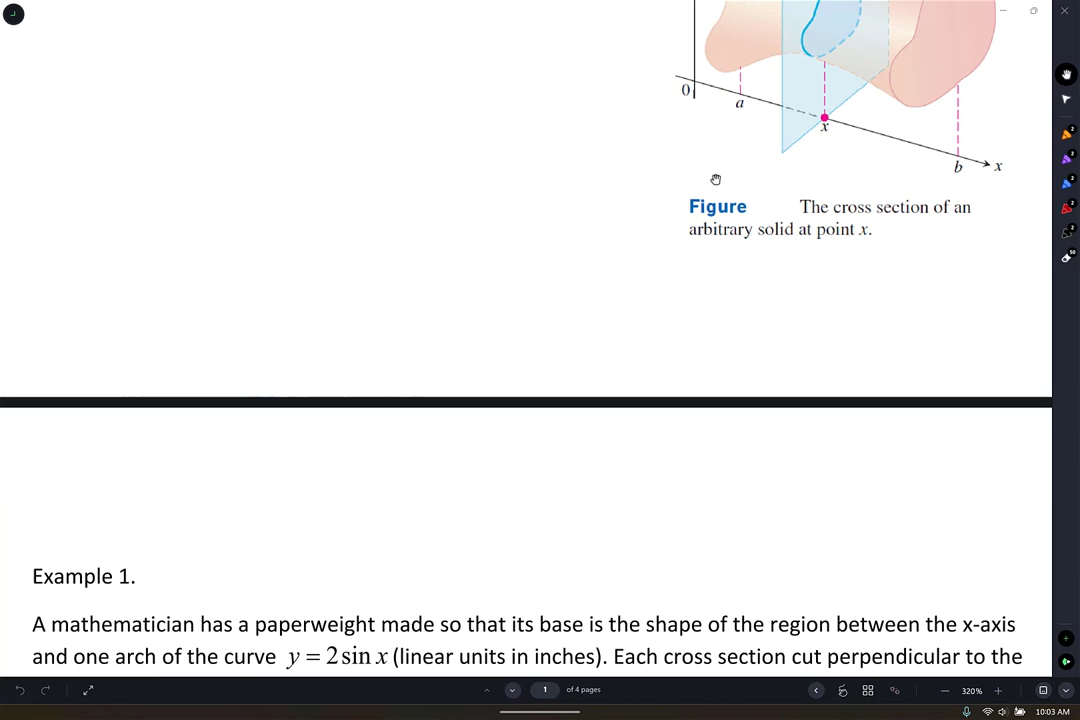 0
a
x
b
x
Figure The cross section of an
arbitrary solid at point x.
Example 1.
A mathematician has a paperweight made so that its base is the shape of the region between the x-axis
and one arch of the curve y = 2 sin x (linear units in inches). Each cross section cut perpendicular to the
1 of 4 pages
320%
10:03 AM